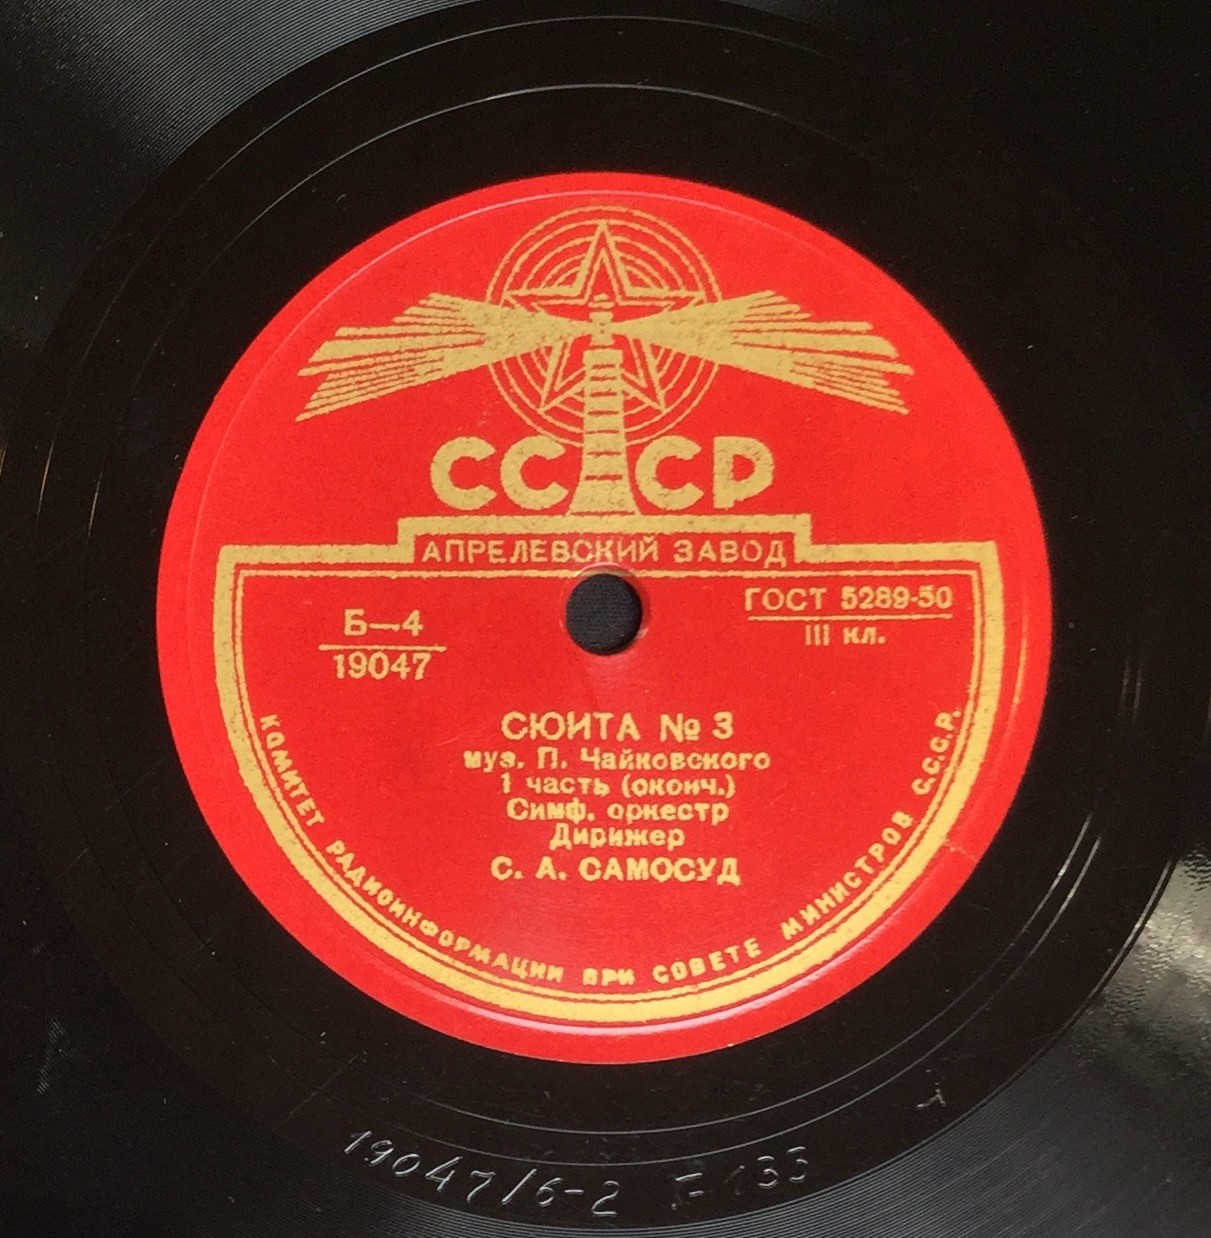 СССР
АПРЕЛЕВСКИЙ ЗАВОД
Б—4
19047
ГОСТ 5289-50
III кл.
СЮИТА № 3
муз. П. Чайковского
1 часть (оконч.)
Симф. оркестр
Дирижер
С. А. САМОСУД
КОМИТЕТ РАДИОИНФОРМАЦИИ ПРИ СОВЕТЕ МИНИСТРОВ С.С.С.Р.
19047/6-2
133